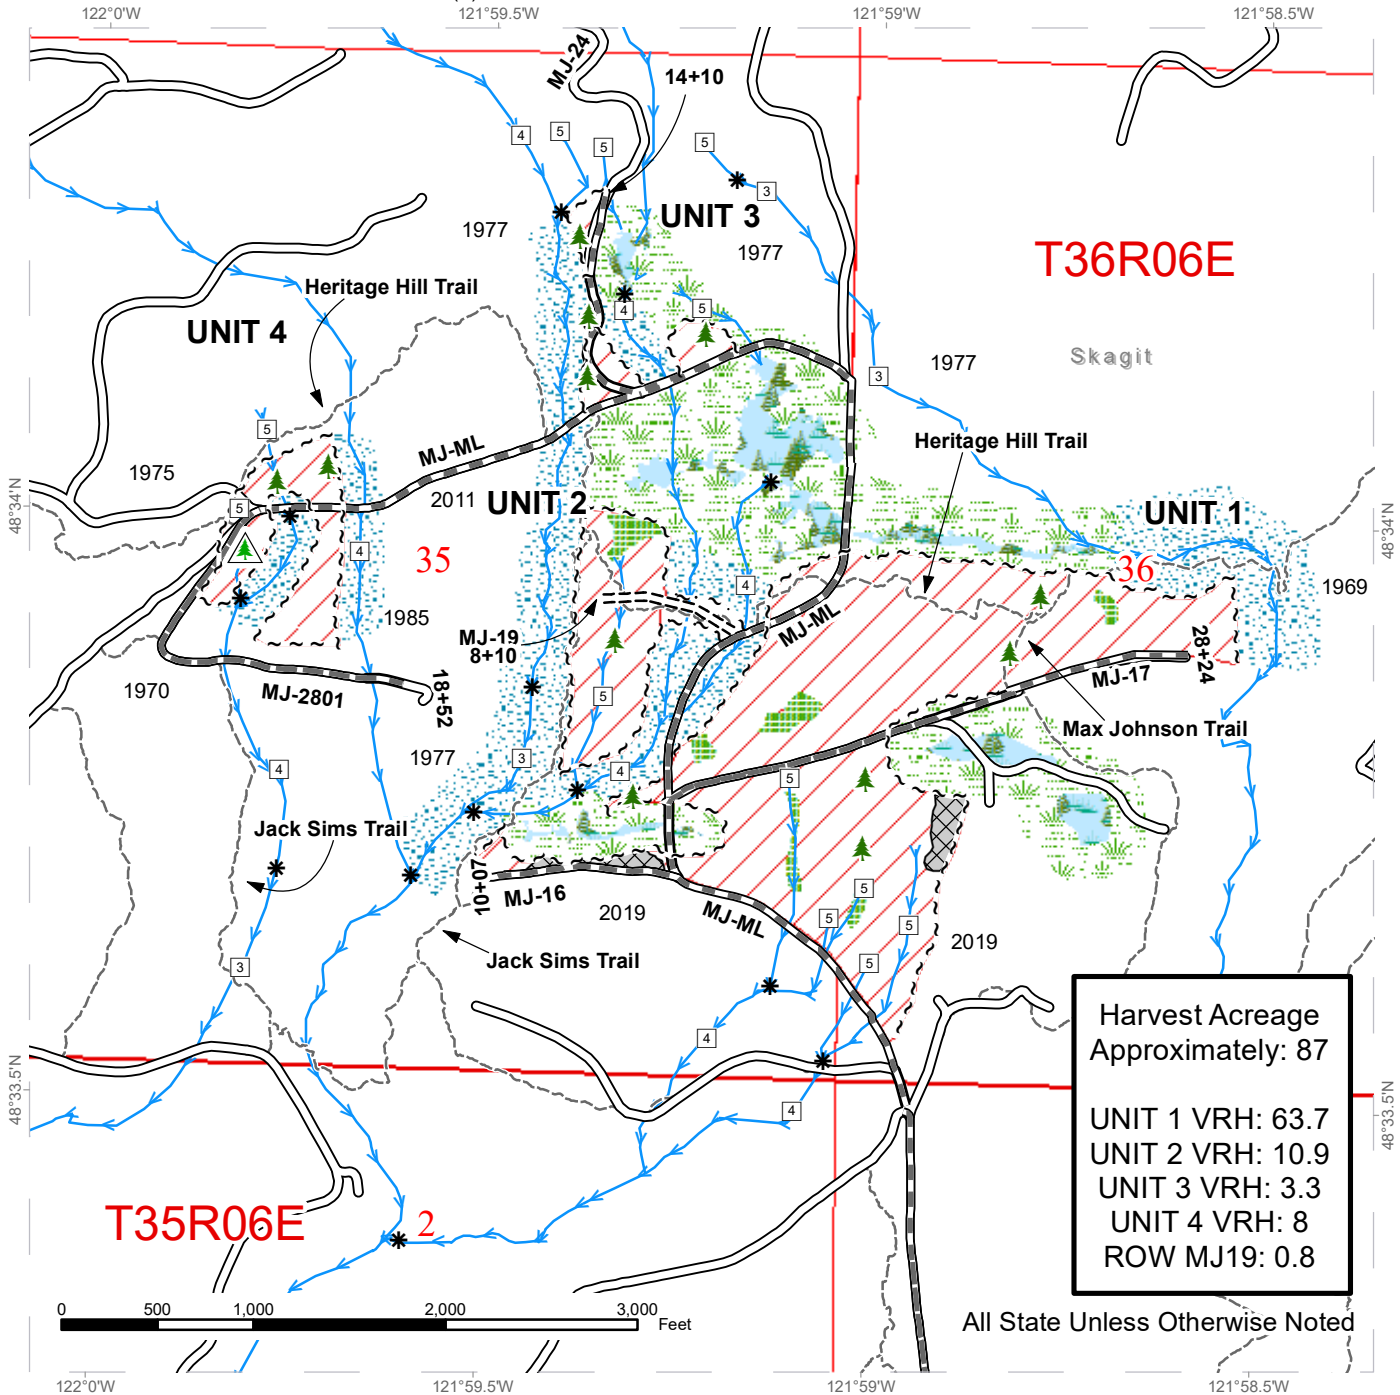 122°0'W
121°59.5'W
121°59'W
121°58.5'W
MJ-24
14+10
4
5
5
5
3
UNIT 3
1977
1977
T36R06E
Heritage Hill Trail
UNIT 4
4
5
1977
Skagit
3
5
Heritage Hill Trail
MJ-ML
1975
2011
UNIT 2
5
UNIT 1
48°34'N
48°34'N
4
35
36
4
1969
1985
MJ-ML
MJ-19
8+10
28+24
1970
MJ-2801
18+52
5
MJ-17
Max Johnson Trail
1977
3
4
4
5
Jack Sims Trail
10+07
MJ-16
2019
MJ-ML
5
5
5
2019
Jack Sims Trail
5
3
4
4
48°33.5'N
48°33.5'N
Harvest Acreage
Approximately: 87
UNIT 1 VRH: 63.7
UNIT 2 VRH: 10.9
UNIT 3 VRH: 3.3
UNIT 4 VRH: 8
ROW MJ19: 0.8
T35R06E
2
0 500 1,000 2,000 3,000
Feet
All State Unless Otherwise Noted
122°0'W
121°59.5'W
121°59'W
121°58.5'W